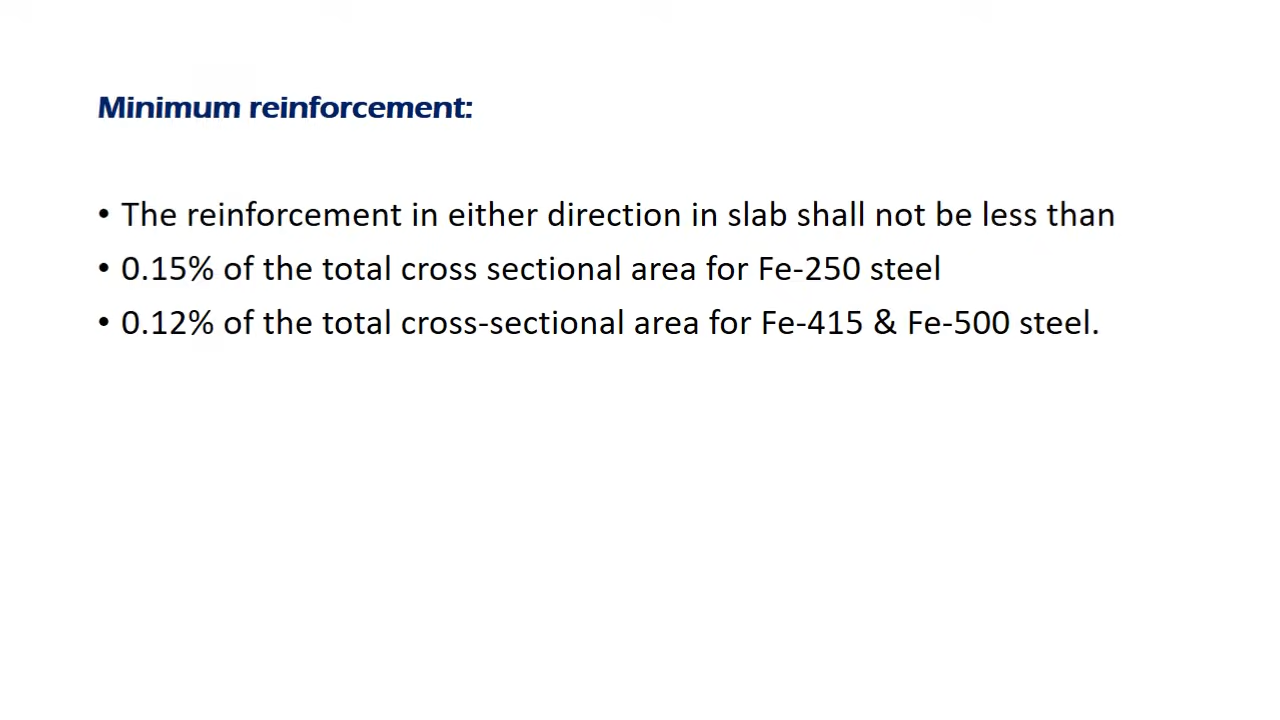 Minimum reinforcement:
• The reinforcement in either direction in slab shall not be less than
• 0.15% of the total cross sectional area for Fe-250 steel
• 0.12% of the total cross-sectional area for Fe-415 & Fe-500 steel.